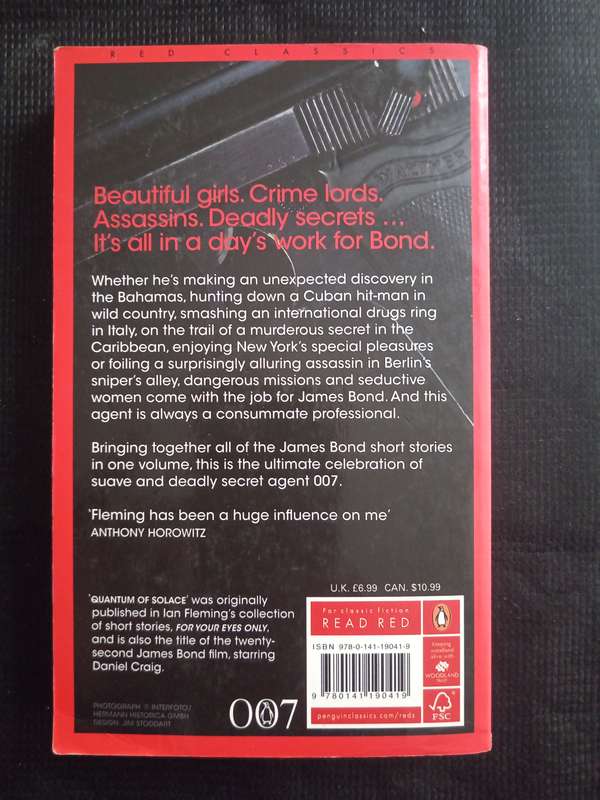 RED CLASSICS
WALTHER
Beautiful girls. Crime lords.
Assassins. Deadly secrets ...
It's all in a day's work for Bond.
Whether he's making an unexpected discovery in
the Bahamas, hunting down a Cuban hit-man in
wild country, smashing an international drugs ring
in Italy, on the trail of a murderous secret in the
Caribbean, enjoying New York's special pleasures
or foiling a surprisingly alluring assassin in Berlin's
sniper's alley, dangerous missions and seductive
women come with the job for James Bond. And this
agent is always a consummate professional.
Bringing together all of the James Bond short stories
in one volume, this is the ultimate celebration of
suave and deadly secret agent 007.
'Fleming has been a huge influence on me'
ANTHONY HOROWITZ
'QUANTUM OF SOLACE' was originally
published in Ian Fleming's collection
of short stories, FOR YOUR EYES ONLY,
and is also the title of the twenty-
second James Bond film, starring
Daniel Craig.
PHOTOGRAPH © INTERFOTO/
HERMANN HISTORICA GMBH
DESIGN: JIM STODDART
007
U.K. £6.99 CAN. $10.99
For classic fiction
READ RED
ISBN 978-0-141-19041-9
9 780141 190419
penguinclassics.com/reds
Keeping
woodland
alive with
WOODLAND
TRUST
FSC